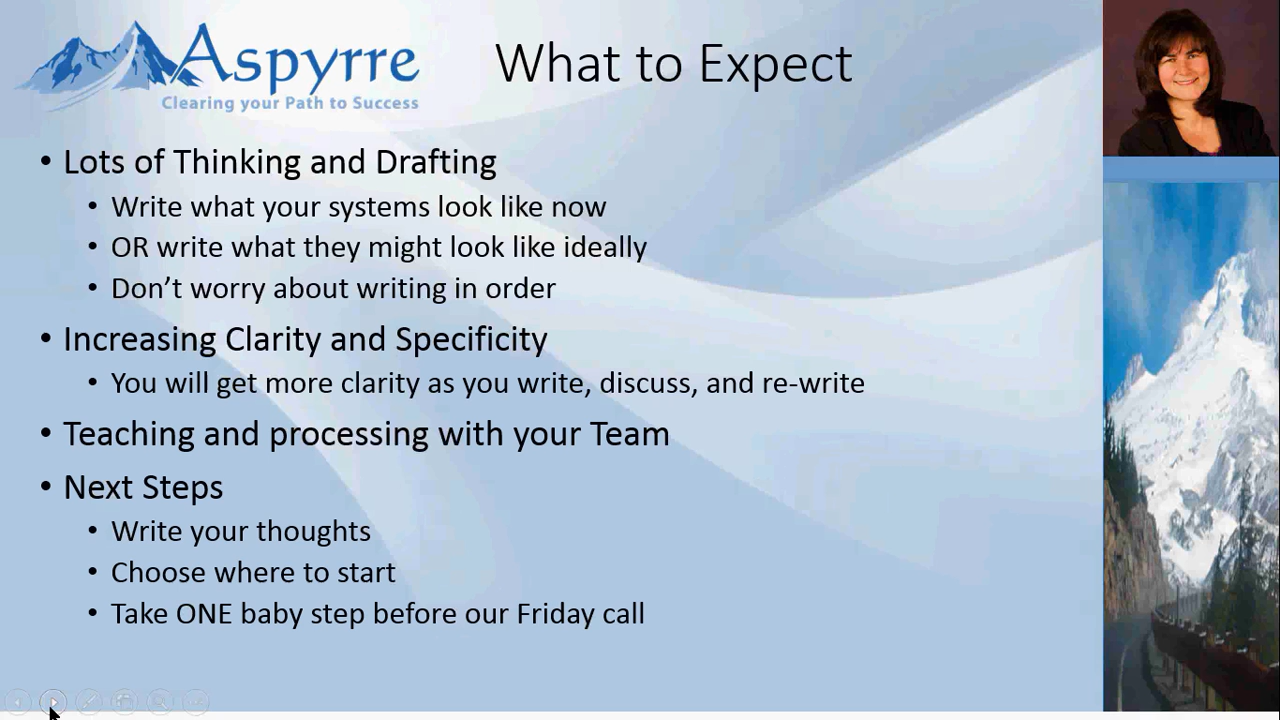 Aspyrre
Clearing your Path to Success
What to Expect
• Lots of Thinking and Drafting
• Write what your systems look like now
• OR write what they might look like ideally
• Don’t worry about writing in order
• Increasing Clarity and Specificity
• You will get more clarity as you write, discuss, and re-write
• Teaching and processing with your Team
• Next Steps
• Write your thoughts
• Choose where to start
• Take ONE baby step before our Friday call